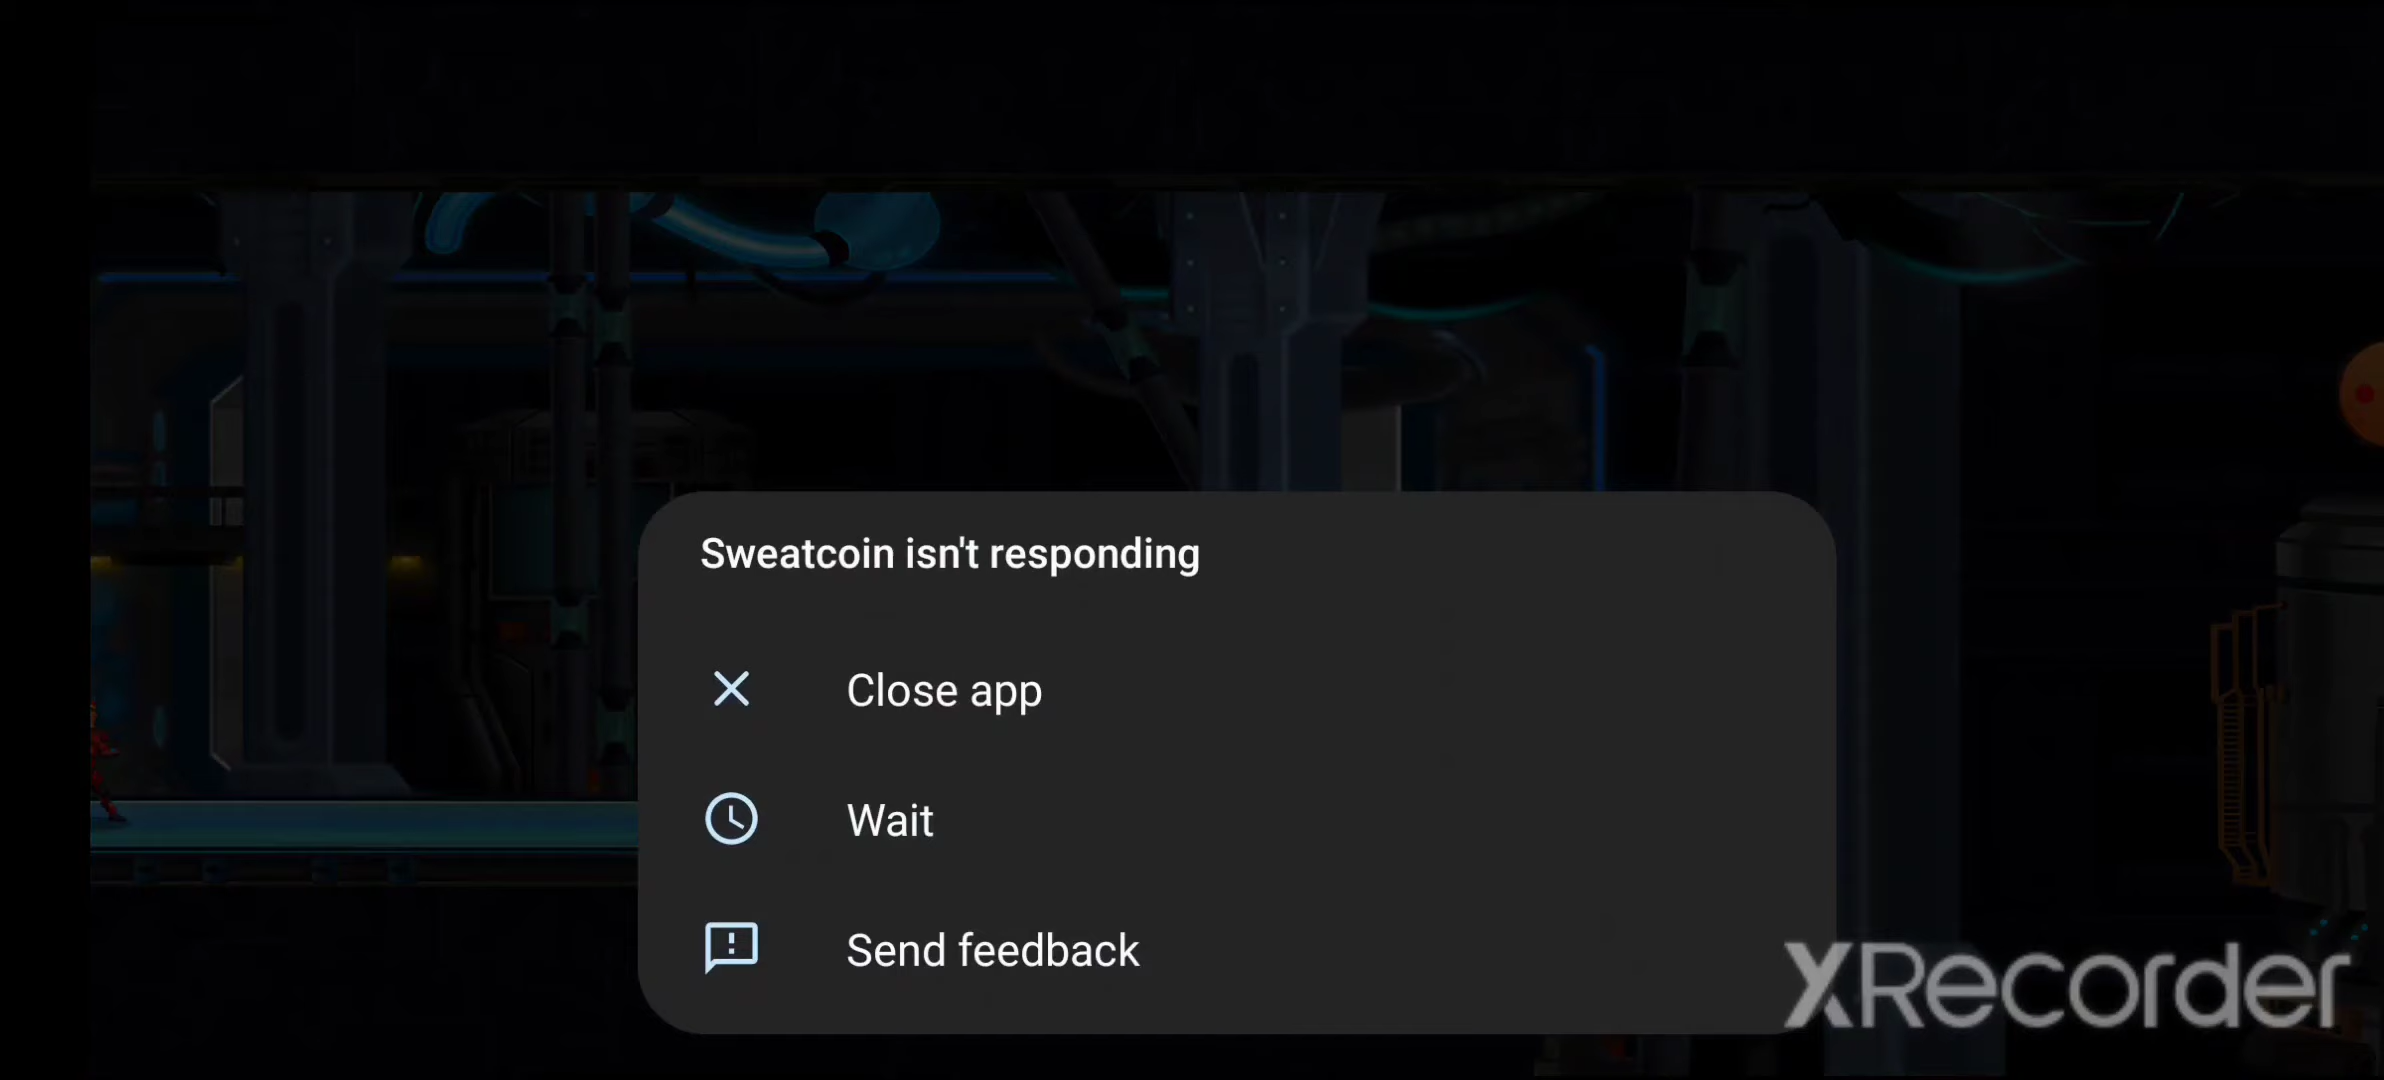 Sweatcoin isn't responding
Close app
Wait
Send feedback
XRecorder